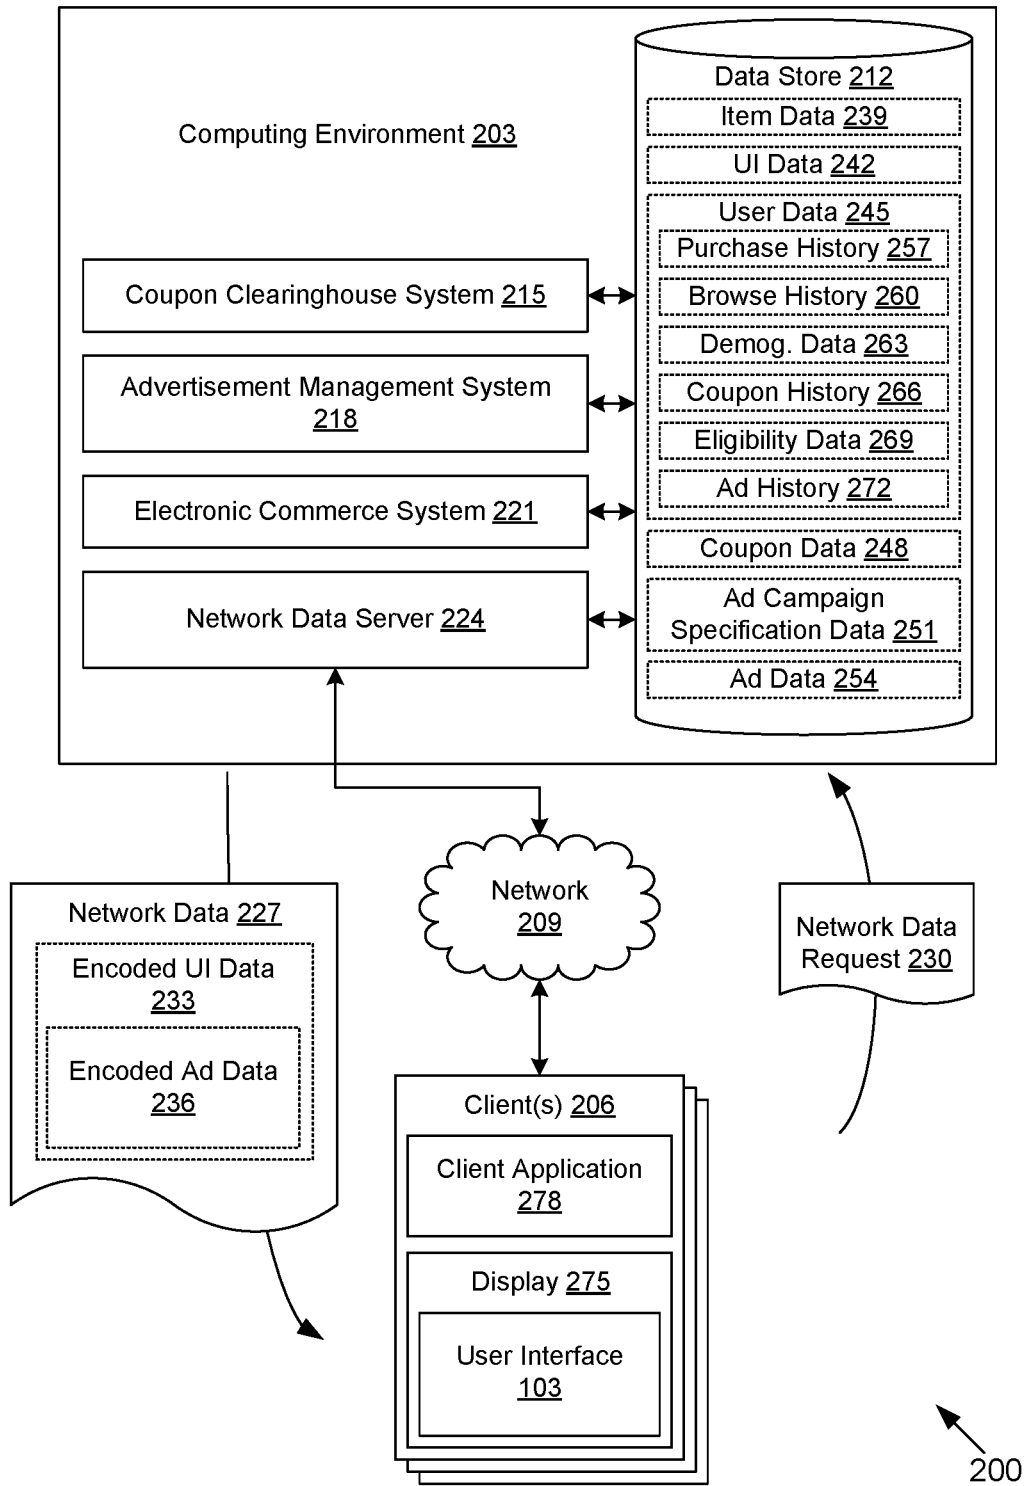 Computing Environment 203
Data Store 212
Item Data 239
UI Data 242
User Data 245
Purchase History 257
Browse History 260
Demog. Data 263
Coupon History 266
Eligibility Data 269
Ad History 272
Coupon Data 248
Ad Campaign
Specification Data 251
Ad Data 254
Coupon Clearinghouse System 215
Advertisement Management System
218
Electronic Commerce System 221
Network Data Server 224
Network Data 227
Encoded UI Data
233
Encoded Ad Data
236
Network
209
Network Data
Request 230
Client(s) 206
Client Application
278
Display 275
User Interface
103
200